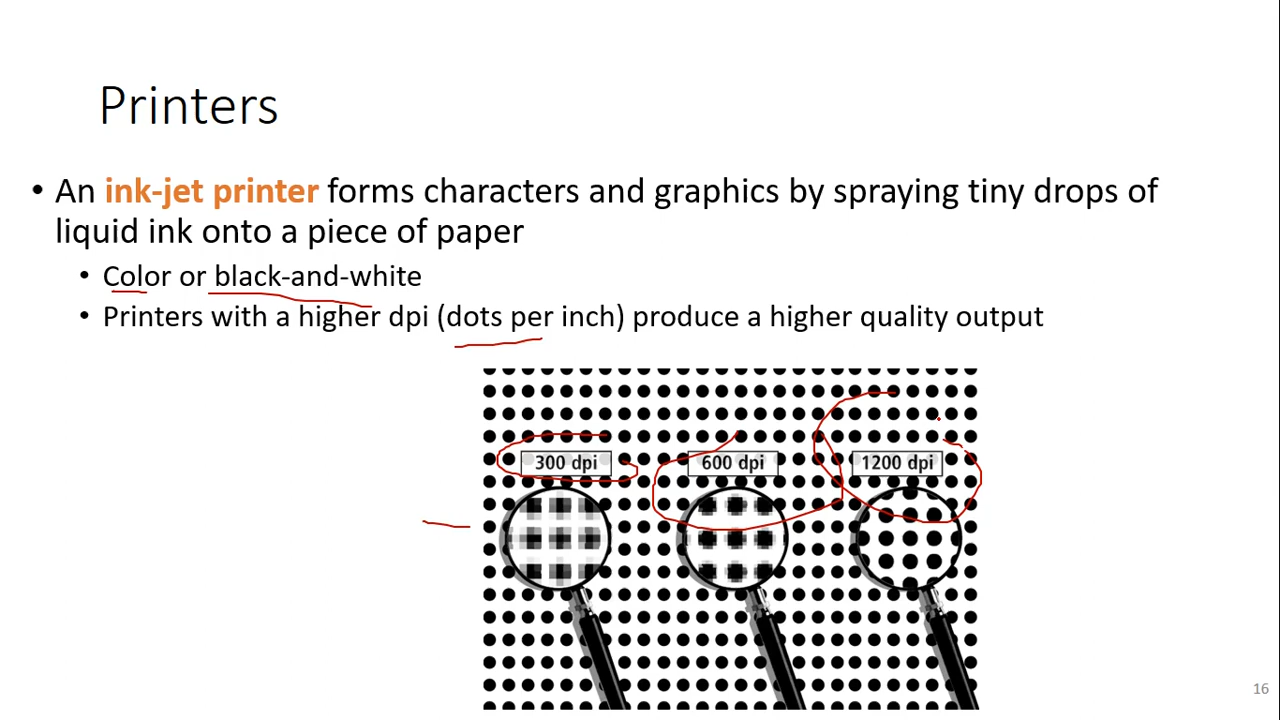 Printers
• An ink-jet printer forms characters and graphics by spraying tiny drops of
liquid ink onto a piece of paper
• Color or black-and-white
• Printers with a higher dpi (dots per inch) produce a higher quality output
300 dpi 600 dpi 1200 dpi
16